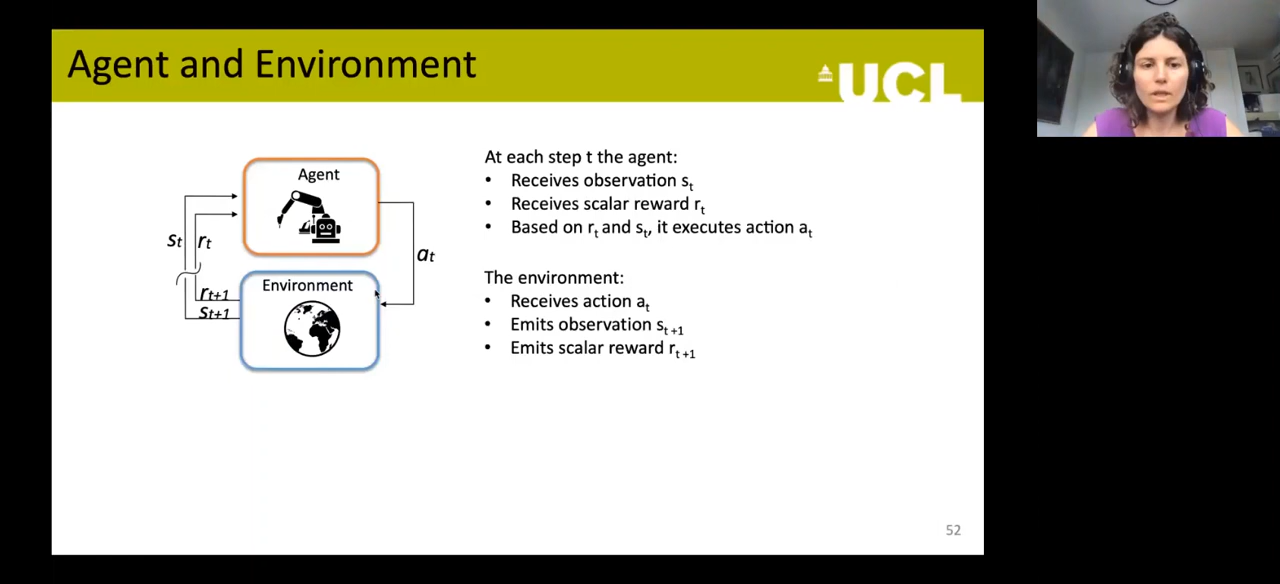 Agent and Environment
UCL
Agent
st
rt
at
Environment
rt+1
st+1
At each step t the agent:
• Receives observation st
• Receives scalar reward rt
• Based on rt and st, it executes action at
The environment:
• Receives action at
• Emits observation st+1
• Emits scalar reward rt+1
52